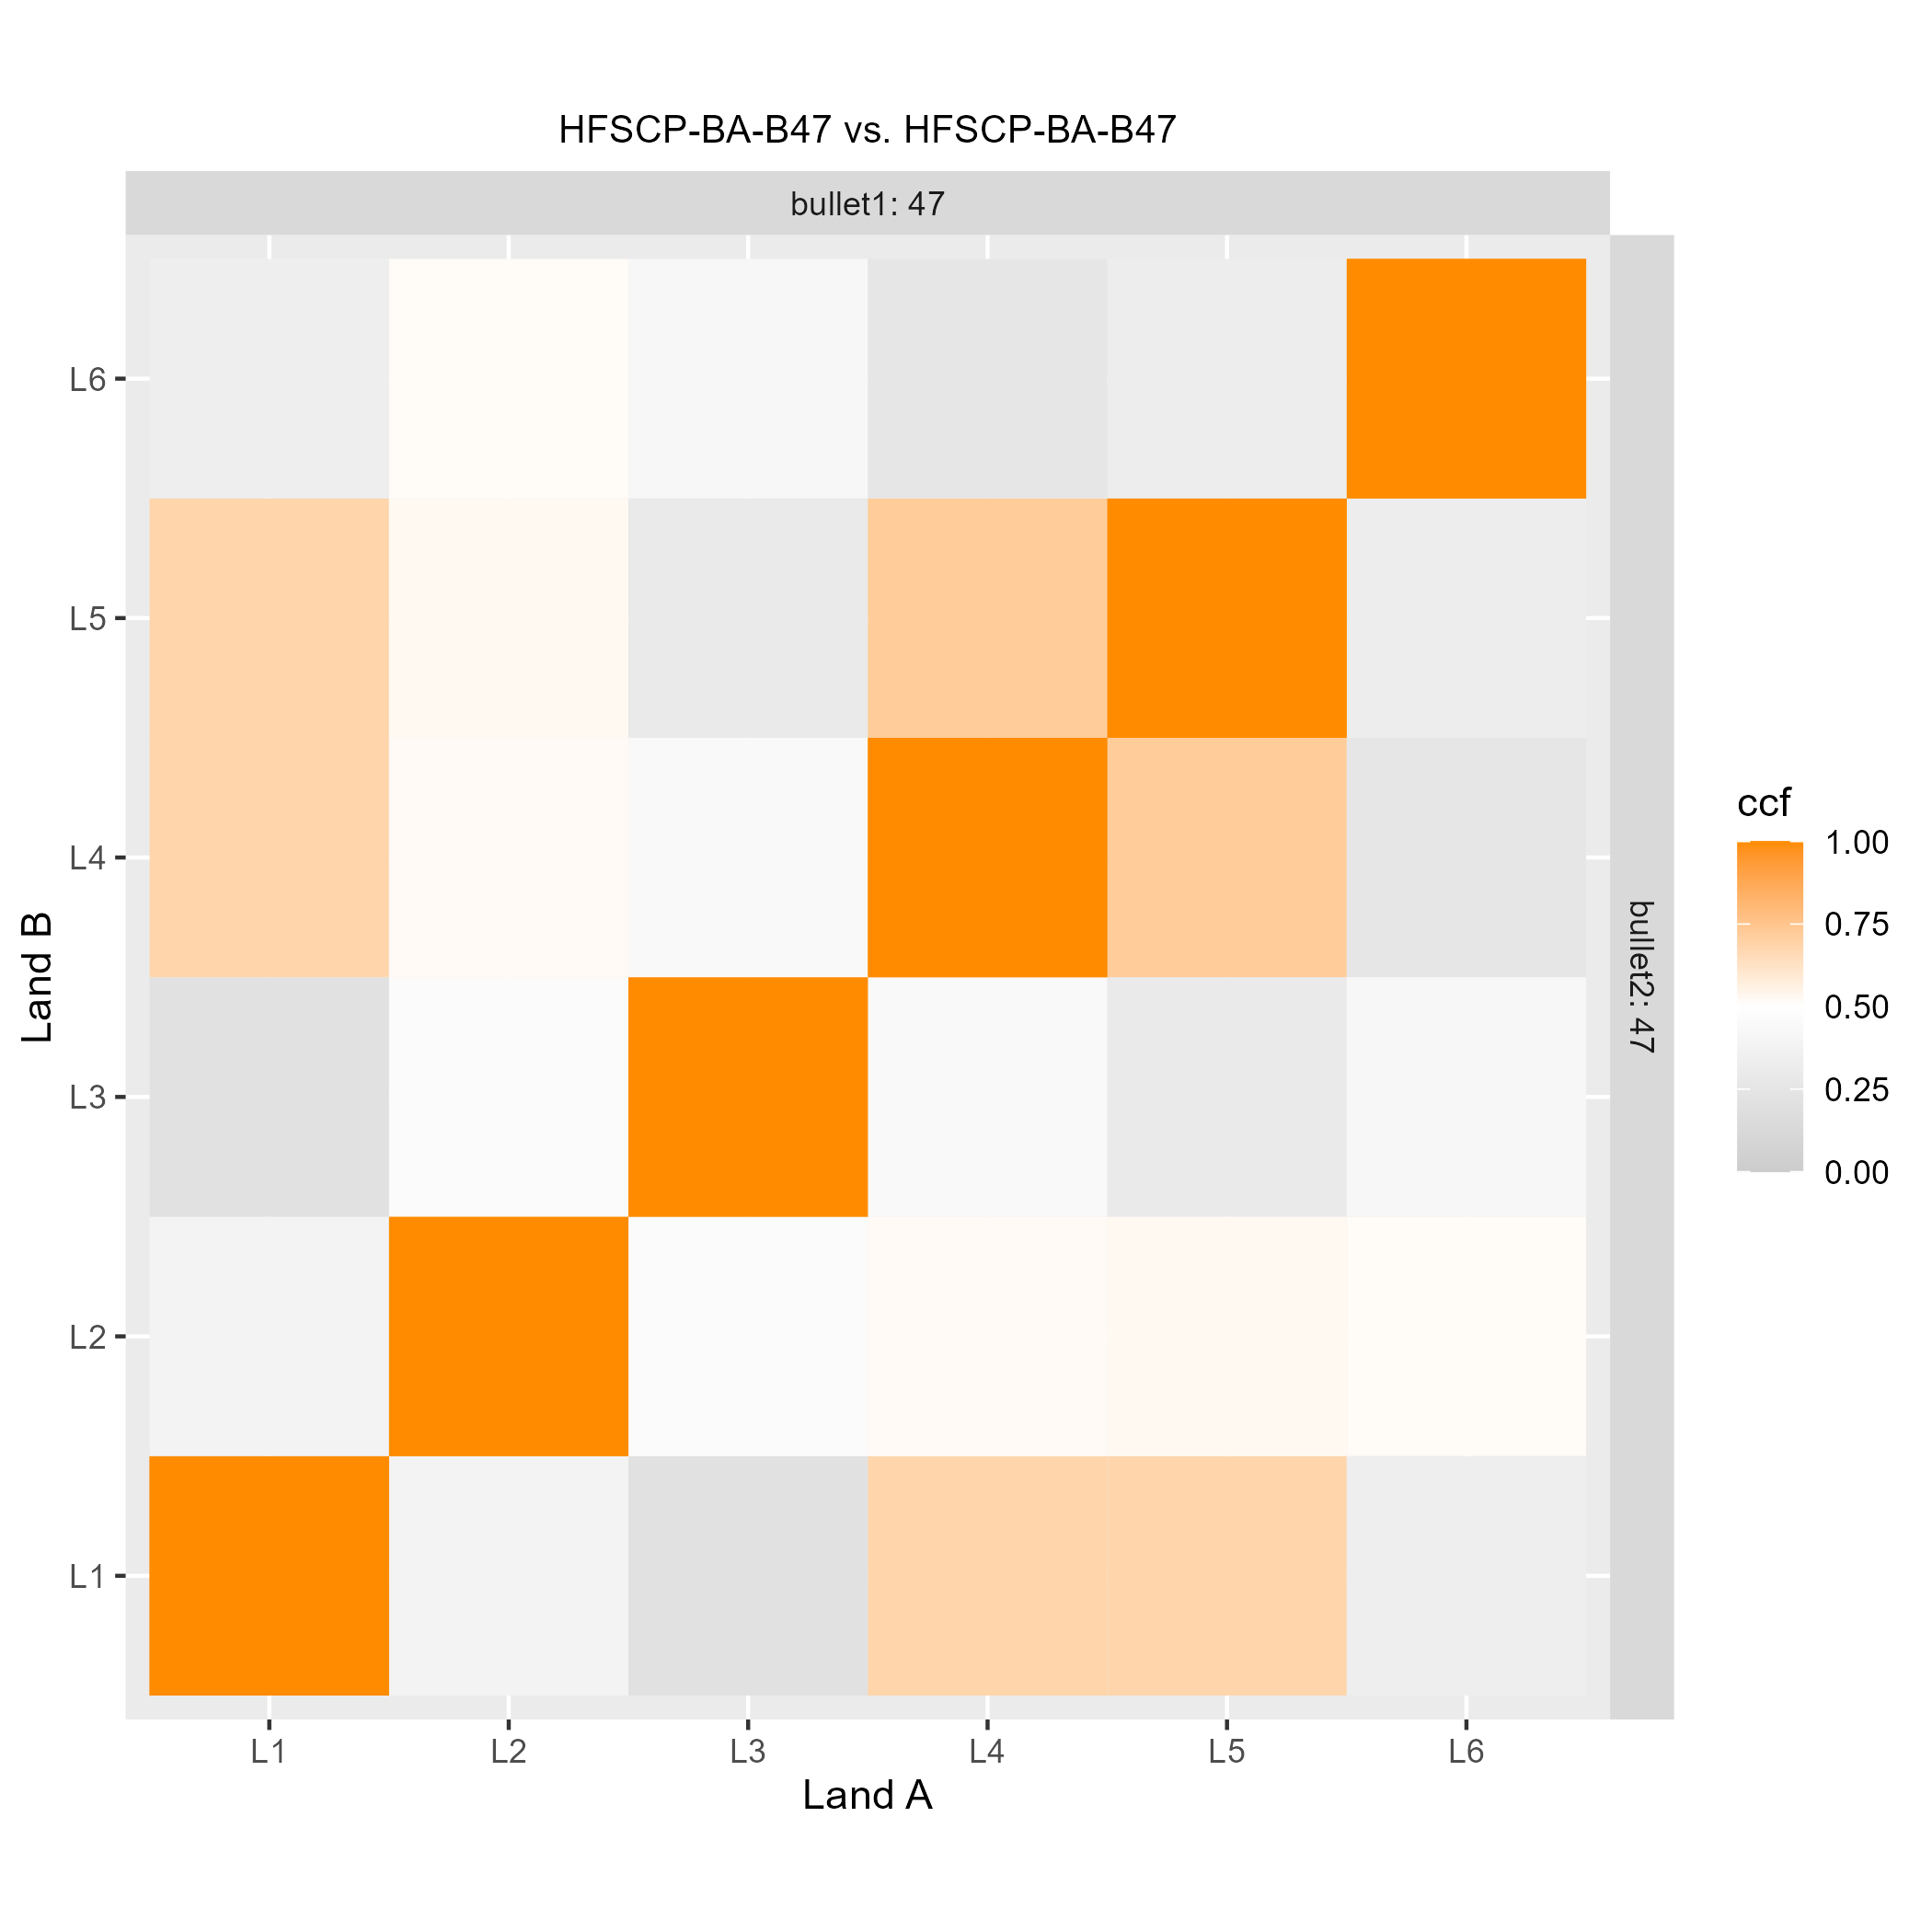 HFSCP-BA-B47 vs. HFSCP-BA-B47
bullet1: 47
L6
L5
L4
L3
L2
L1
Land B
bullet2: 47
L1 L2 L3 L4 L5 L6
Land A
ccf
1.00
0.75
0.50
0.25
0.00